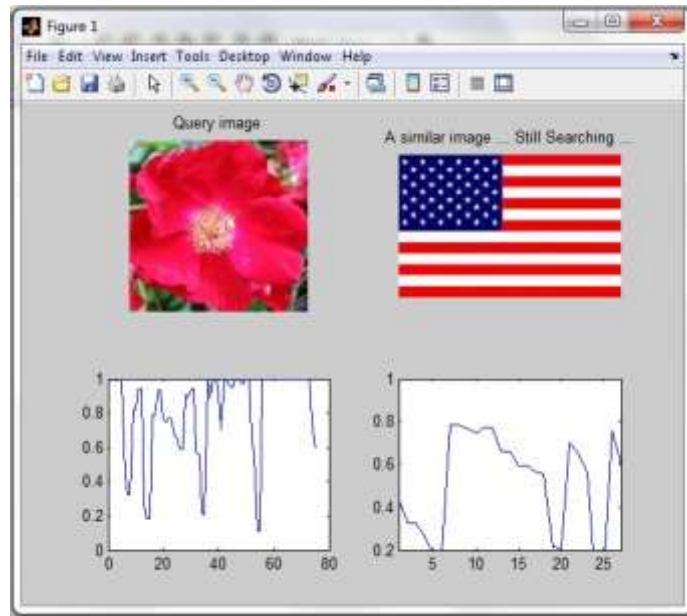 Figure 1
File Edit View Insert Tools Desktop Window Help
Query image
A similar image ... Still Searching ....
1
0.8
0.6
0.4
0.2
0
0 20 40 60 80
1
0.8
0.6
0.4
0.2
5 10 15 20 25